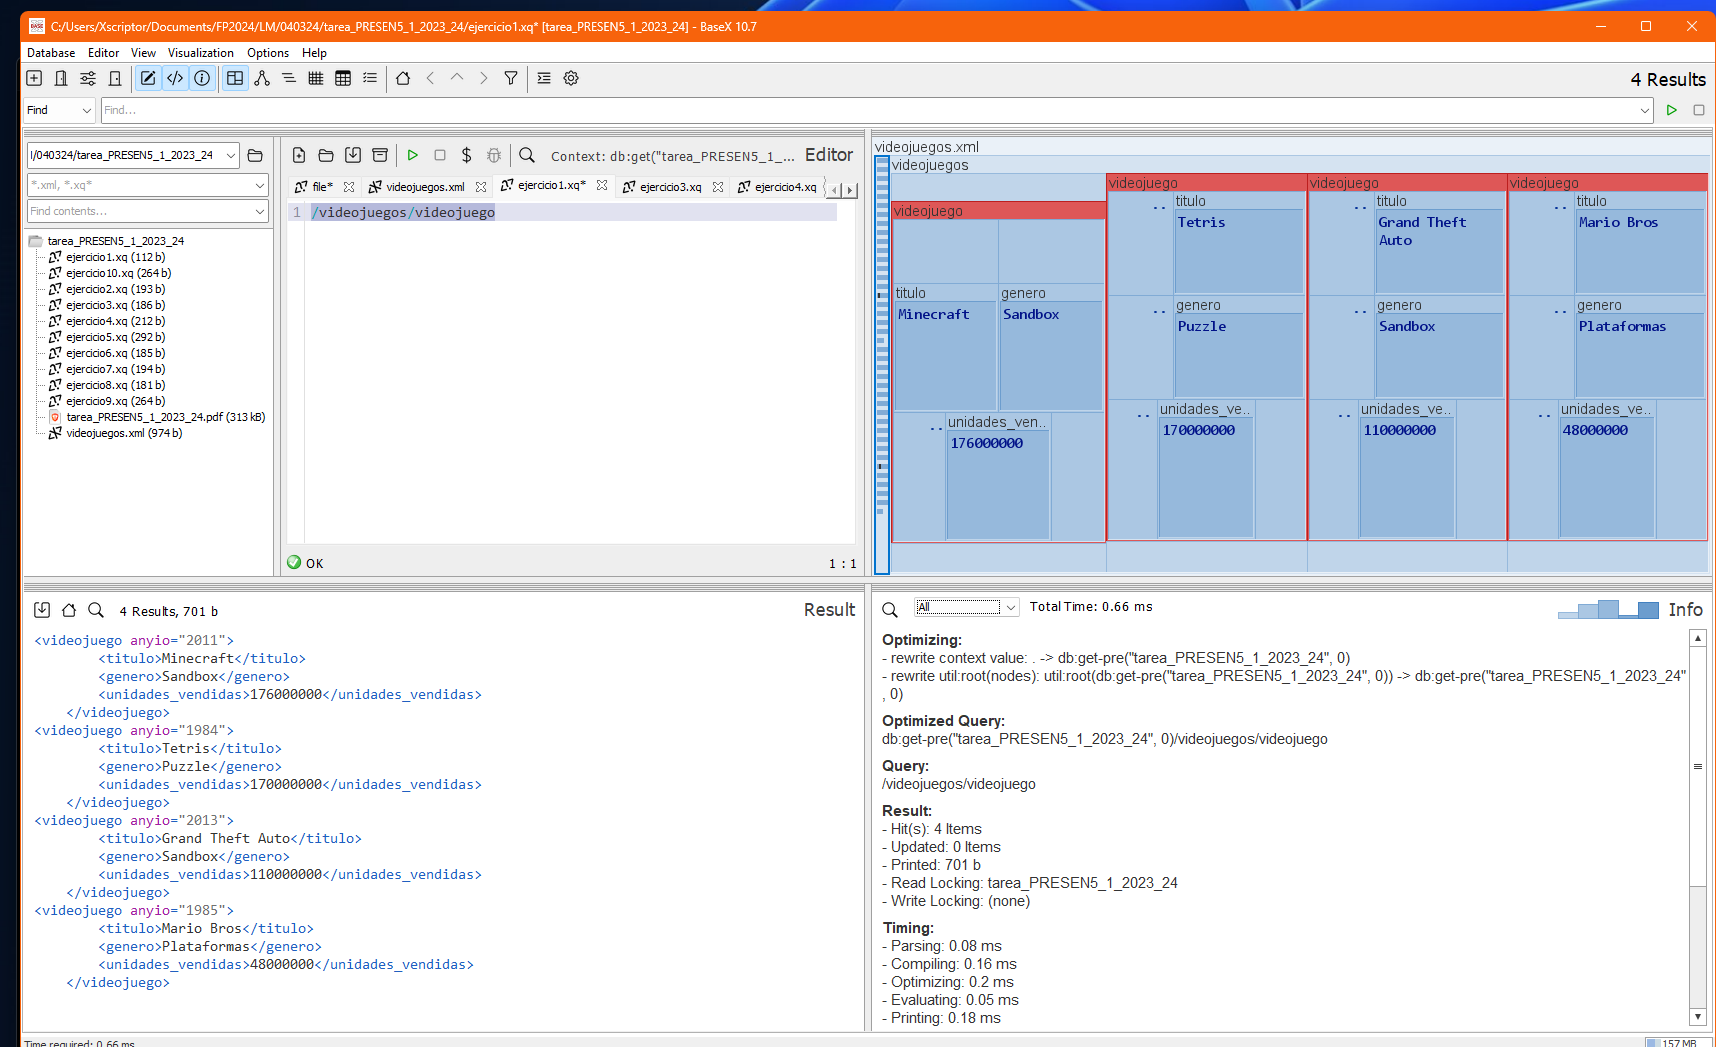 C:/Users/Xscriptor/Documents/FP2024/LM/040324/tarea_PRESEN5_1_2023_24/ejercicio1.xq* [tarea_PRESEN5_1_2023_24] - BaseX 10.7
Database Editor View Visualization Options Help
4 Results
Find Find...
l/040324/tarea_PRESEN5_1_2023_24
*.xml, *.xq*
Find contents...
tarea_PRESEN5_1_2023_24
ejercicio1.xq (112 b)
ejercicio10.xq (264 b)
ejercicio2.xq (193 b)
ejercicio3.xq (186 b)
ejercicio4.xq (212 b)
ejercicio5.xq (292 b)
ejercicio6.xq (185 b)
ejercicio7.xq (194 b)
ejercicio8.xq (181 b)
ejercicio9.xq (264 b)
tarea_PRESEN5_1_2023_24.pdf (313 kB)
videojuegos.xml (974 b)
Context: db:get("tarea_PRESEN5_1_... Editor
file* videojuegos.xml ejercicio1.xq* ejercicio3.xq ejercicio4.xq
1 /videojuegos/videojuego
OK 1 : 1
videojuegos.xml
videojuegos
videojuego
titulo
Minecraft
genero
Sandbox
.. unidades_ven..
176000000
videojuego
.. titulo
Tetris
.. genero
Puzzle
.. unidades_ve..
170000000
videojuego
.. titulo
Grand Theft
Auto
.. genero
Sandbox
.. unidades_ve..
110000000
videojuego
.. titulo
Mario Bros
.. genero
Plataformas
.. unidades_ve..
48000000
4 Results, 701 b Result
<videojuego anyio="2011">
<titulo>Minecraft</titulo>
<genero>Sandbox</genero>
<unidades_vendidas>176000000</unidades_vendidas>
</videojuego>
<videojuego anyio="1984">
<titulo>Tetris</titulo>
<genero>Puzzle</genero>
<unidades_vendidas>170000000</unidades_vendidas>
</videojuego>
<videojuego anyio="2013">
<titulo>Grand Theft Auto</titulo>
<genero>Sandbox</genero>
<unidades_vendidas>110000000</unidades_vendidas>
</videojuego>
<videojuego anyio="1985">
<titulo>Mario Bros</titulo>
<genero>Plataformas</genero>
<unidades_vendidas>48000000</unidades_vendidas>
</videojuego>
All Total Time: 0.66 ms Info
Optimizing:
- rewrite context value: . -> db:get-pre("tarea_PRESEN5_1_2023_24", 0)
- rewrite util:root(nodes): util:root(db:get-pre("tarea_PRESEN5_1_2023_24", 0)) -> db:get-pre("tarea_PRESEN5_1_2023_24"
, 0)
Optimized Query:
db:get-pre("tarea_PRESEN5_1_2023_24", 0)/videojuegos/videojuego
Query:
/videojuegos/videojuego
Result:
- Hit(s): 4 Items
- Updated: 0 Items
- Printed: 701 b
- Read Locking: tarea_PRESEN5_1_2023_24
- Write Locking: (none)
Timing:
- Parsing: 0.08 ms
- Compiling: 0.16 ms
- Optimizing: 0.2 ms
- Evaluating: 0.05 ms
- Printing: 0.18 ms
Time required: 0.66 ms
157 MB